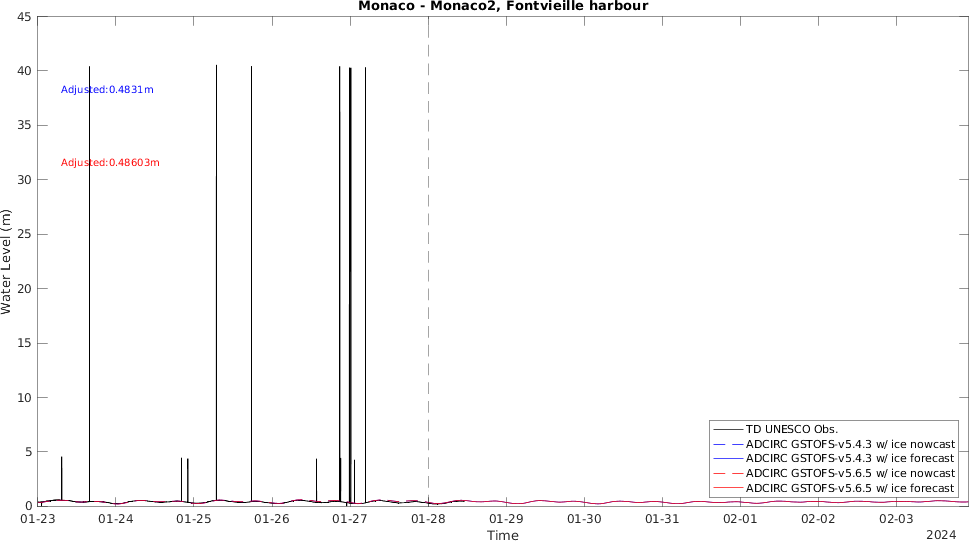 Monaco - Monaco2, Fontvieille harbour
45
40
35
30
25
20
15
10
5
0
Water Level (m)
Adjusted:0.4831m
Adjusted:0.48603m
TD UNESCO Obs.
ADCIRC GSTOFS-v5.4.3 w/ ice nowcast
ADCIRC GSTOFS-v5.4.3 w/ ice forecast
ADCIRC GSTOFS-v5.6.5 w/ ice nowcast
ADCIRC GSTOFS-v5.6.5 w/ ice forecast
01-23 01-24 01-25 01-26 01-27 01-28 01-29 01-30 01-31 02-01 02-02 02-03
Time
2024